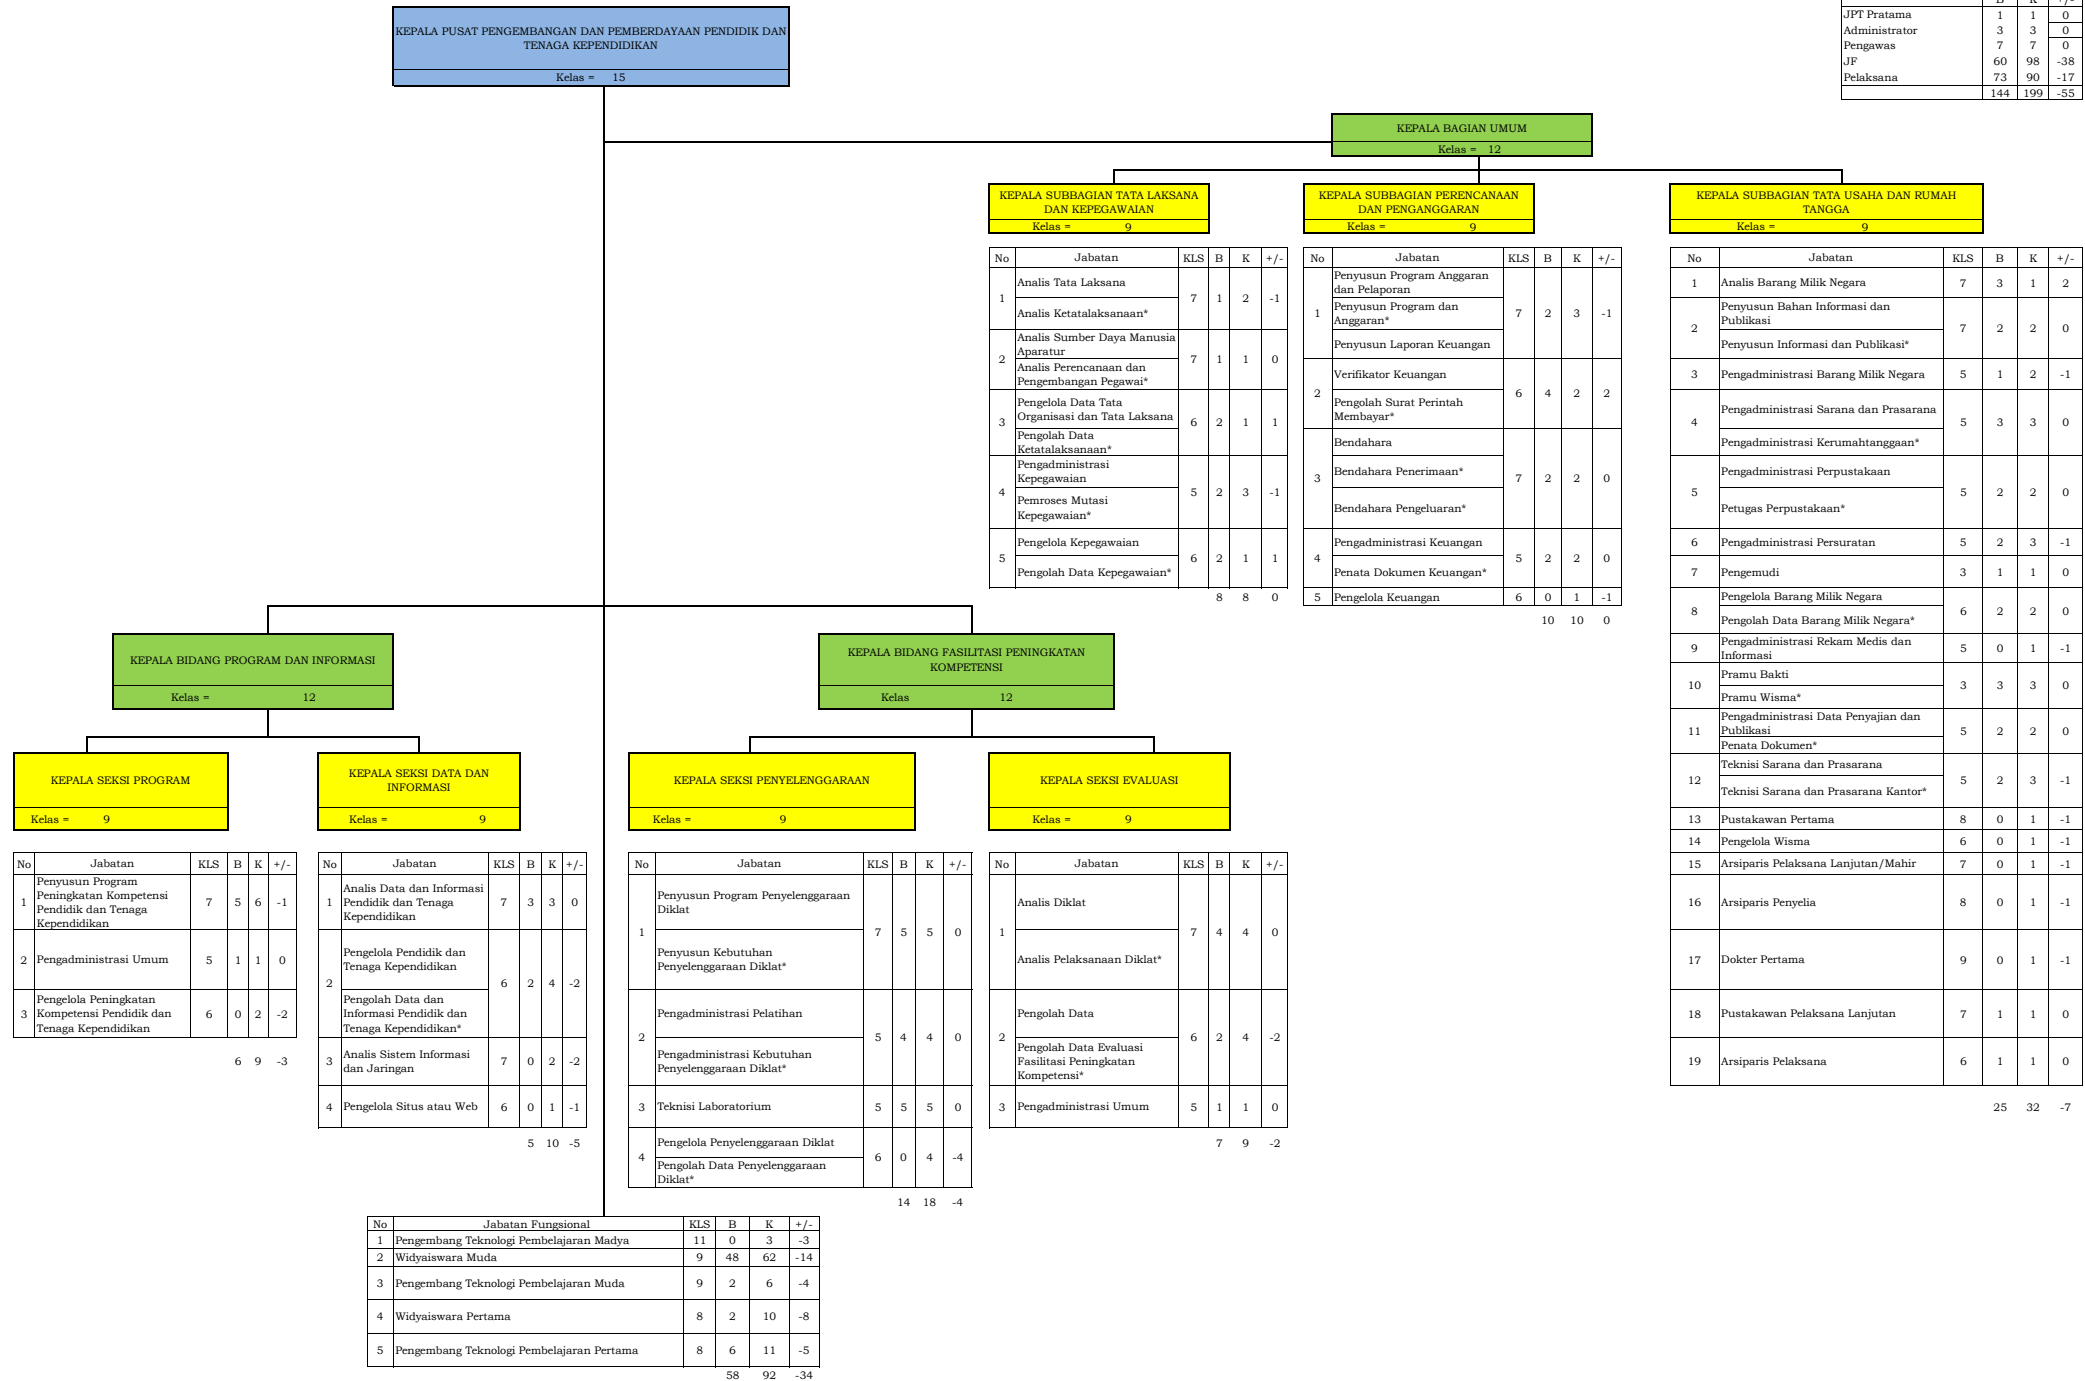 B K +/-
JPT Pratama 1 1 0
Administrator 3 3 0
Pengawas 7 7 0
JF 60 98 -38
Pelaksana 73 90 -17
144 199 -55
KEPALA PUSAT PENGEMBANGAN DAN PEMBERDAYAAN PENDIDIK DAN
TENAGA KEPENDIDIKAN
Kelas = 15
KEPALA BAGIAN UMUM
Kelas = 12
KEPALA SUBBAGIAN TATA LAKSANA
DAN KEPEGAWAIAN
Kelas = 9
No Jabatan KLS B K +/-
1 Analis Tata Laksana 7 1 2 -1
Analis Ketatalaksanaan*
2 Analis Sumber Daya Manusia
Aparatur 7 1 1 0
Analis Perencanaan dan
Pengembangan Pegawai*
3 Pengelola Data Tata
Organisasi dan Tata Laksana 6 2 1 1
Pengolah Data
Ketatalaksanaan*
4 Pengadministrasi
Kepegawaian 5 2 3 -1
Pemroses Mutasi
Kepegawaian*
5 Pengelola Kepegawaian 6 2 1 1
Pengolah Data Kepegawaian*
8 8 0
KEPALA SUBBAGIAN PERENCANAAN
DAN PENGANGGARAN
Kelas = 9
No Jabatan KLS B K +/-
Penyusun Program Anggaran
dan Pelaporan
1 Penyusun Program dan
Anggaran* 7 2 3 -1
Penyusun Laporan Keuangan
2 Verifikator Keuangan 6 4 2 2
Pengolah Surat Perintah
Membayar*
Bendahara
3 Bendahara Penerimaan* 7 2 2 0
Bendahara Pengeluaran*
4 Pengadministrasi Keuangan 5 2 2 0
Penata Dokumen Keuangan*
5 Pengelola Keuangan 6 0 1 -1
10 10 0
KEPALA SUBBAGIAN TATA USAHA DAN RUMAH
TANGGA
Kelas = 9
No Jabatan KLS B K +/-
1 Analis Barang Milik Negara 7 3 1 2
2 Penyusun Bahan Informasi dan
Publikasi 7 2 2 0
Penyusun Informasi dan Publikasi*
3 Pengadministrasi Barang Milik Negara 5 1 2 -1
4 Pengadministrasi Sarana dan Prasarana 5 3 3 0
Pengadministrasi Kerumahtanggaan*
5 Pengadministrasi Perpustakaan 5 2 2 0
Petugas Perpustakaan*
6 Pengadministrasi Persuratan 5 2 3 -1
7 Pengemudi 3 1 1 0
8 Pengelola Barang Milik Negara 6 2 2 0
Pengolah Data Barang Milik Negara*
9 Pengadministrasi Rekam Medis dan
Informasi 5 0 1 -1
10 Pramu Bakti 3 3 3 0
Pramu Wisma*
11 Pengadministrasi Data Penyajian dan
Publikasi 5 2 2 0
Penata Dokumen*
12 Teknisi Sarana dan Prasarana 5 2 3 -1
Teknisi Sarana dan Prasarana Kantor*
13 Pustakawan Pertama 8 0 1 -1
14 Pengelola Wisma 6 0 1 -1
15 Arsiparis Pelaksana Lanjutan/Mahir 7 0 1 -1
16 Arsiparis Penyelia 8 0 1 -1
17 Dokter Pertama 9 0 1 -1
18 Pustakawan Pelaksana Lanjutan 7 1 1 0
19 Arsiparis Pelaksana 6 1 1 0
25 32 -7
KEPALA BIDANG PROGRAM DAN INFORMASI
Kelas = 12
KEPALA BIDANG FASILITASI PENINGKATAN
KOMPETENSI
Kelas 12
KEPALA SEKSI PROGRAM
Kelas = 9
No Jabatan KLS B K +/-
1 Penyusun Program
Peningkatan Kompetensi
Pendidik dan Tenaga
Kependidikan 7 5 6 -1
2 Pengadministrasi Umum 5 1 1 0
3 Pengelola Peningkatan
Kompetensi Pendidik dan
Tenaga Kependidikan 6 0 2 -2
6 9 -3
KEPALA SEKSI DATA DAN
INFORMASI
Kelas = 9
No Jabatan KLS B K +/-
1 Analis Data dan Informasi
Pendidik dan Tenaga
Kependidikan 7 3 3 0
2 Pengelola Pendidik dan
Tenaga Kependidikan 6 2 4 -2
Pengolah Data dan
Informasi Pendidik dan
Tenaga Kependidikan*
3 Analis Sistem Informasi
dan Jaringan 7 0 2 -2
4 Pengelola Situs atau Web 6 0 1 -1
5 10 -5
KEPALA SEKSI PENYELENGGARAAN
Kelas = 9
No Jabatan KLS B K +/-
1 Penyusun Program Penyelenggaraan
Diklat 7 5 5 0
Penyusun Kebutuhan
Penyelenggaraan Diklat*
2 Pengadministrasi Pelatihan 5 4 4 0
Pengadministrasi Kebutuhan
Penyelenggaraan Diklat*
3 Teknisi Laboratorium 5 5 5 0
4 Pengelola Penyelenggaraan Diklat 6 0 4 -4
Pengolah Data Penyelenggaraan
Diklat*
14 18 -4
KEPALA SEKSI EVALUASI
Kelas = 9
No Jabatan KLS B K +/-
1 Analis Diklat 7 4 4 0
Analis Pelaksanaan Diklat*
2 Pengolah Data 6 2 4 -2
Pengolah Data Evaluasi
Fasilitasi Peningkatan
Kompetensi*
3 Pengadministrasi Umum 5 1 1 0
7 9 -2
No Jabatan Fungsional KLS B K +/-
1 Pengembang Teknologi Pembelajaran Madya 11 0 3 -3
2 Widyaiswara Muda 9 48 62 -14
3 Pengembang Teknologi Pembelajaran Muda 9 2 6 -4
4 Widyaiswara Pertama 8 2 10 -8
5 Pengembang Teknologi Pembelajaran Pertama 8 6 11 -5
58 92 -34